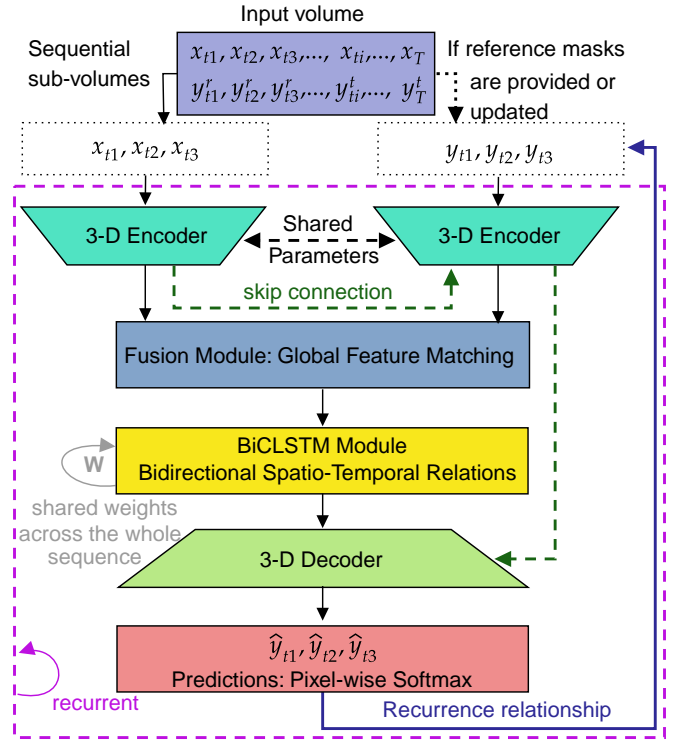 Input volume
Sequential
sub-volumes
x_{t1}, x_{t2}, x_{t3},..., x_{ti},..., x_T
y^r_{t1}, y^r_{t2}, y^r_{t3},..., y^t_{ti},..., y^t_T
If reference masks
are provided or
updated
x_{t1}, x_{t2}, x_{t3}
y_{t1}, y_{t2}, y_{t3}
3-D Encoder
Shared
Parameters
3-D Encoder
skip connection
Fusion Module: Global Feature Matching
BiCLSTM Module
Bidirectional Spatio-Temporal Relations
W
shared weights
across the whole
sequence
3-D Decoder
ŷ_{t1}, ŷ_{t2}, ŷ_{t3}
Predictions: Pixel-wise Softmax
recurrent
Recurrence relationship